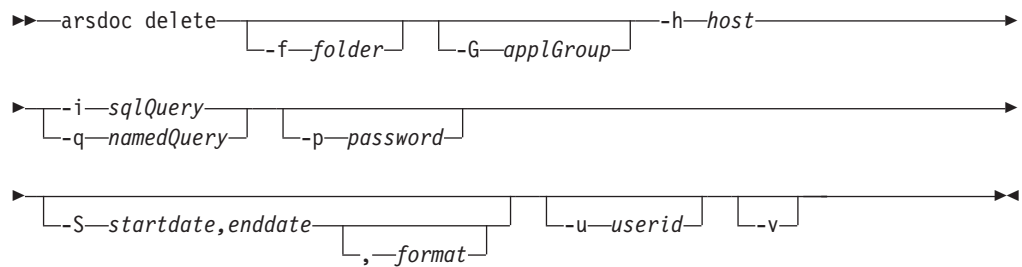 arsdoc delete -f folder -G applGroup -h host
-i sqlQuery
-q namedQuery -p password
-S startdate,enddate , format -u userid -v